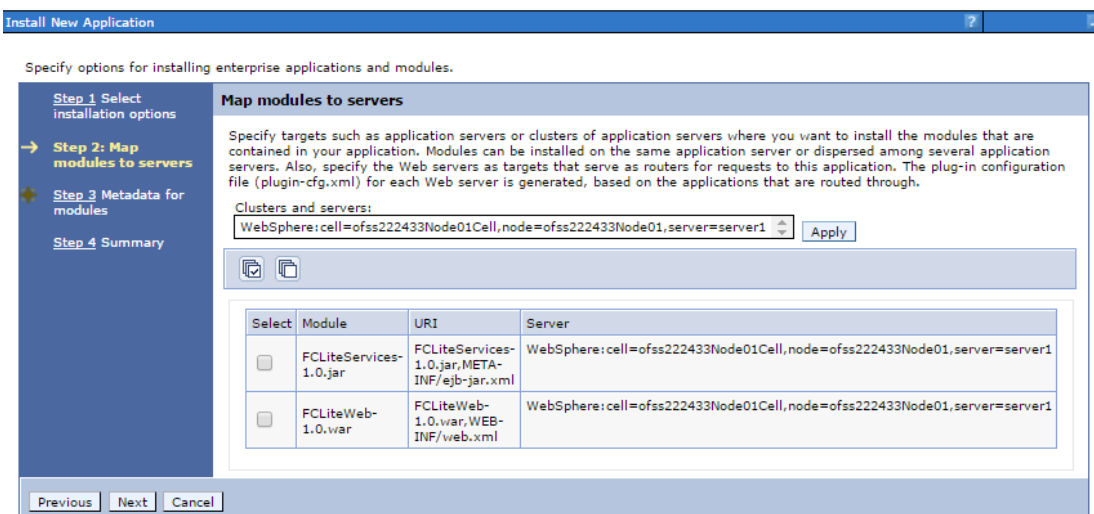 Install New Application
?
Specify options for installing enterprise applications and modules.
Step 1 Select
installation options
Step 2: Map
modules to servers
Step 3 Metadata for
modules
Step 4 Summary
Map modules to servers
Specify targets such as application servers or clusters of application servers where you want to install the modules that are
contained in your application. Modules can be installed on the same application server or dispersed among several application
servers. Also, specify the Web servers as targets that serve as routers for requests to this application. The plug-in configuration
file (plugin-cfg.xml) for each Web server is generated, based on the applications that are routed through.
Clusters and servers:
WebSphere:cell=ofss222433Node01Cell,node=ofss222433Node01,server=server1
Apply
Select Module URI Server
FCLiteServices-
1.0.jar
FCLiteServices-
1.0.jar,META-
INF/ejb-jar.xml
WebSphere:cell=ofss222433Node01Cell,node=ofss222433Node01,server=server1
FCLiteWeb-
1.0.war
FCLiteWeb-
1.0.war,WEB-
INF/web.xml
WebSphere:cell=ofss222433Node01Cell,node=ofss222433Node01,server=server1
Previous Next Cancel